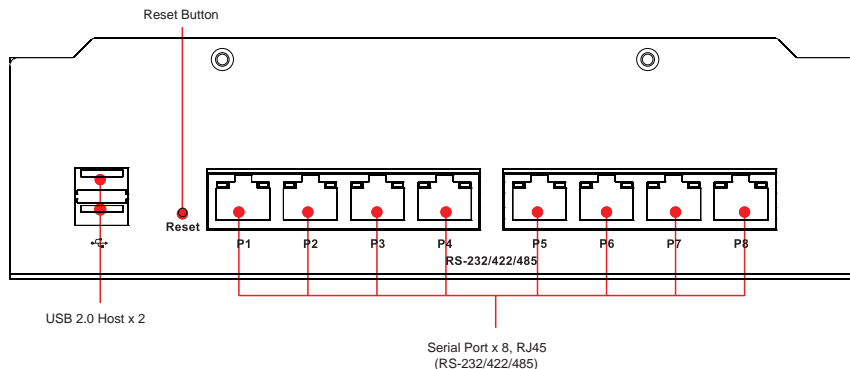 Reset Button
Reset
P1 P2 P3 P4 P5 P6 P7 P8
RS-232/422/485
USB 2.0 Host x 2
Serial Port x 8, RJ45
(RS-232/422/485)